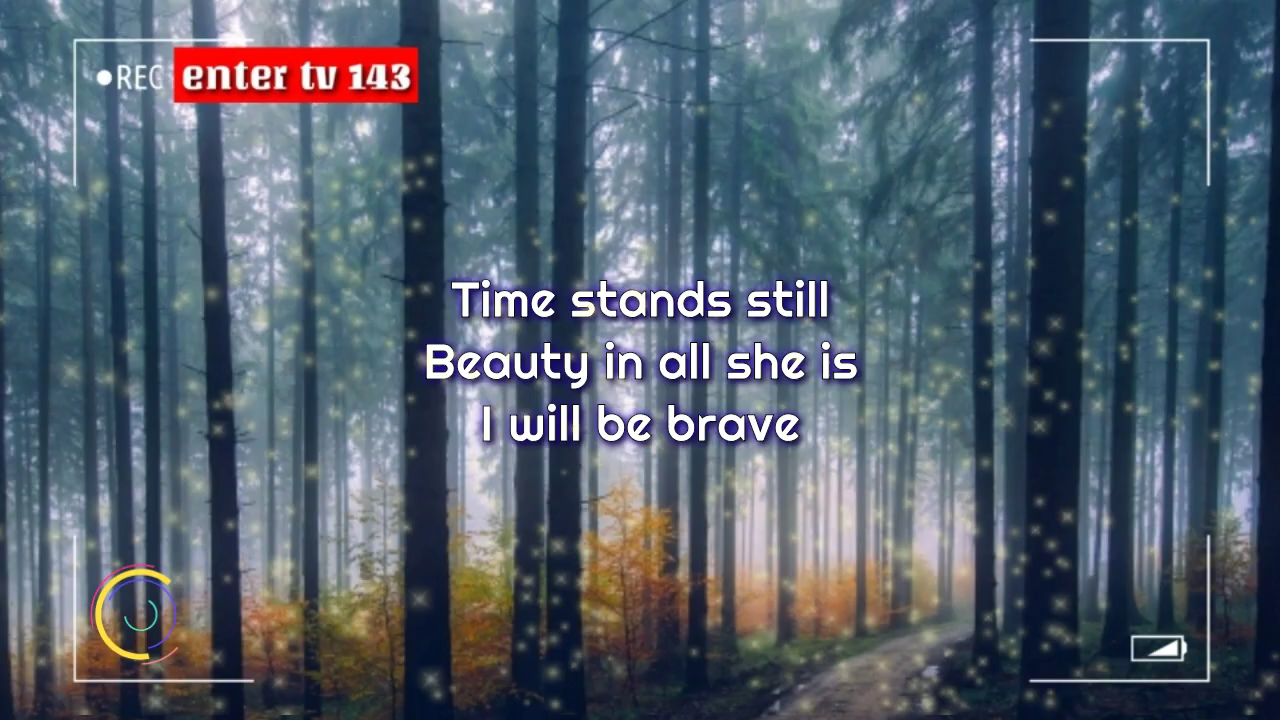 REC enter tv 143
Time stands still
Beauty in all she is
I will be brave